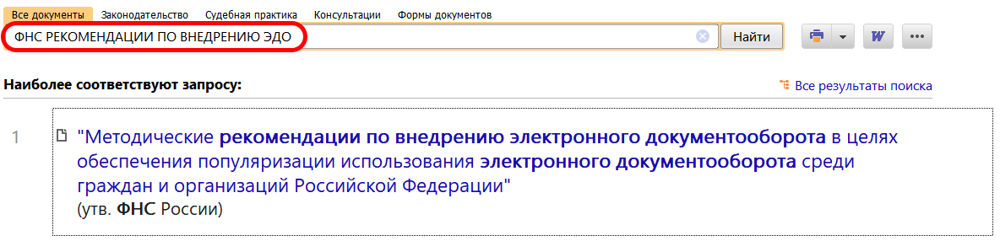 Все документы Законодательство Судебная практика Консультации Формы документов
ФНС РЕКОМЕНДАЦИИ ПО ВНЕДРЕНИЮ ЭДО Найти W
Наиболее соответствуют запросу: Все результаты поиска
1 "Методические рекомендации по внедрению электронного документооборота в целях
обеспечения популяризации использования электронного документооборота среди
граждан и организаций Российской Федерации"
(утв. ФНС России)